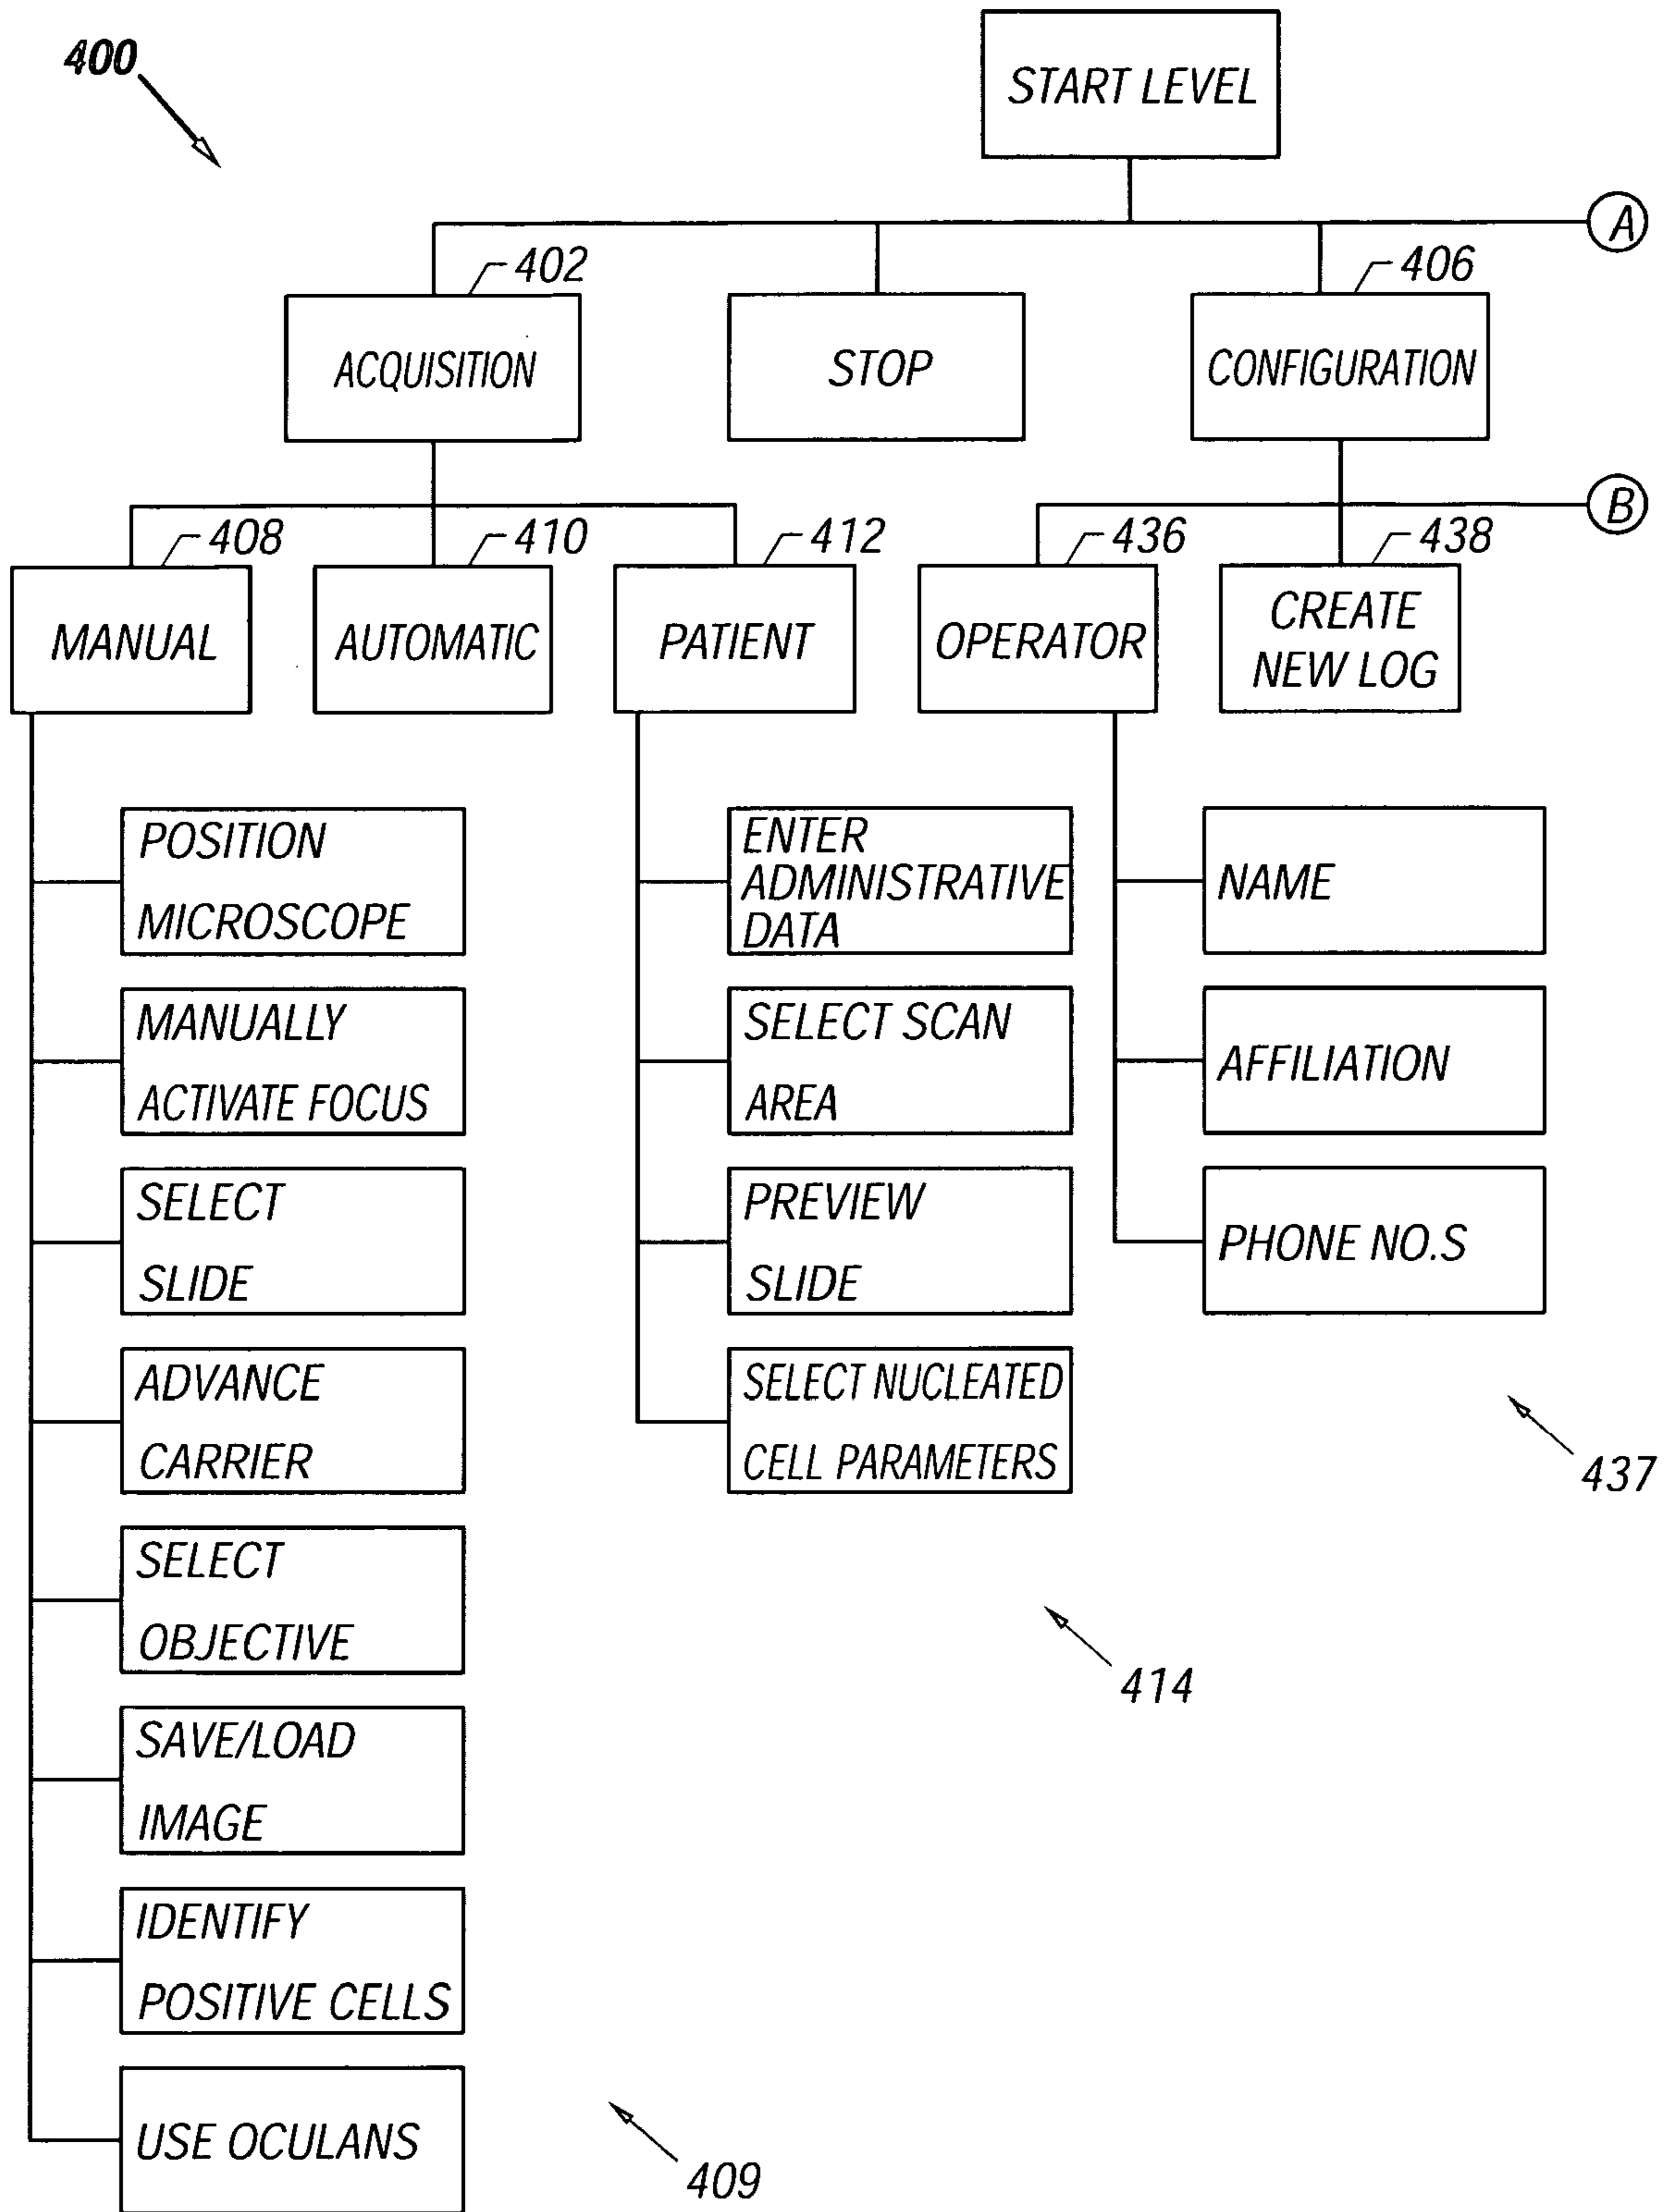 400
START LEVEL
A
402
406
ACQUISITION
STOP
CONFIGURATION
B
408
410
412
436
438
MANUAL
AUTOMATIC
PATIENT
OPERATOR
CREATE
NEW LOG
POSITION
MICROSCOPE
MANUALLY
ACTIVATE FOCUS
SELECT
SLIDE
ADVANCE
CARRIER
SELECT
OBJECTIVE
SAVE/LOAD
IMAGE
IDENTIFY
POSITIVE CELLS
USE OCULANS
409
ENTER
ADMINISTRATIVE
DATA
SELECT SCAN
AREA
PREVIEW
SLIDE
SELECT NUCLEATED
CELL PARAMETERS
414
NAME
AFFILIATION
PHONE NO.S
437